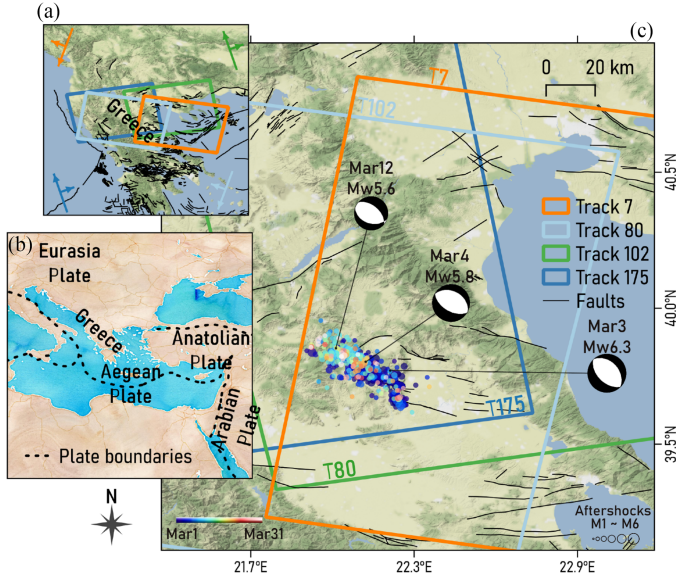 (a)
Greece
(b)
Eurasia
Plate
Greece
Anatolian
Plate
Aegean
Plate
Arabian
Plate
Plate boundaries
N
(c)
T7
T102
0 20 km
Mar12
Mw5.6
Mar4
Mw5.8
Mar3
Mw6.3
Track 7
Track 80
Track 102
Track 175
Faults
T175
T80
Mar1 Mar31
Aftershocks
M1 ~ M6
40.5°N
40.0°N
39.5°N
21.7°E
22.3°E
22.9°E